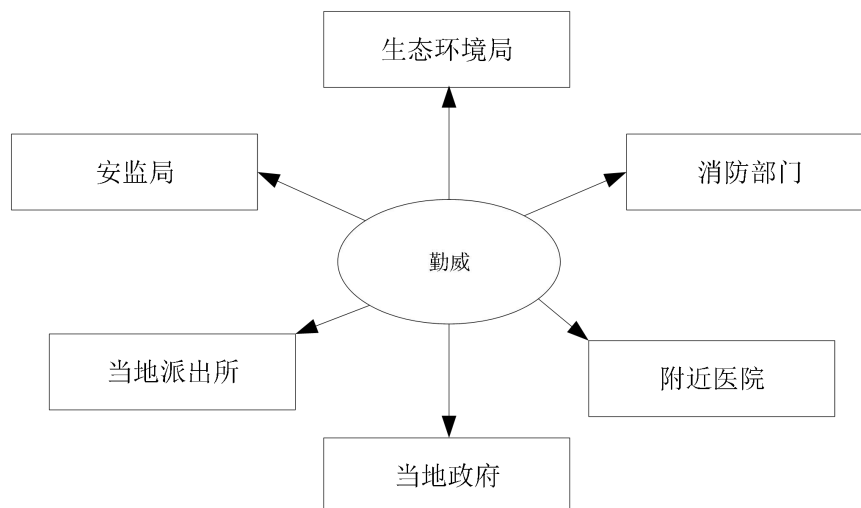 生态环境局
安监局
消防部门
勤威
当地派出所
附近医院
当地政府